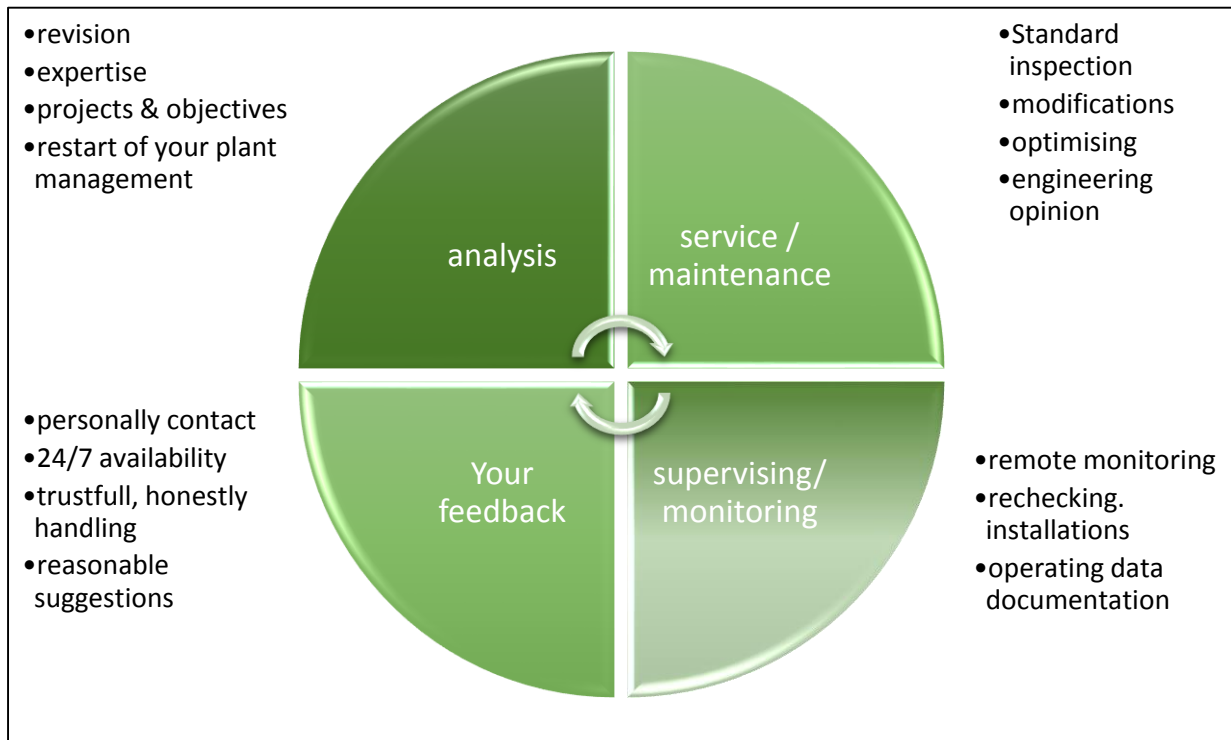 •revision
•expertise
•projects & objectives
•restart of your plant
management
•Standard
inspection
•modifications
•optimising
•engineering
opinion
analysis
service /
maintenance
•personally contact
•24/7 availability
•trustfull, honestly
handling
•reasonable
suggestions
Your
feedback
supervising/
monitoring
•remote monitoring
•rechecking.
installations
•operating data
documentation